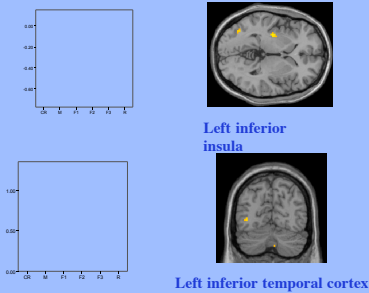 0.00
-0.20
-0.40
-0.60
CR M F1 F2 F3 R
Left inferior
insula
1.00
0.50
0.00
CR M F1 F2 F3 R
Left inferior temporal cortex